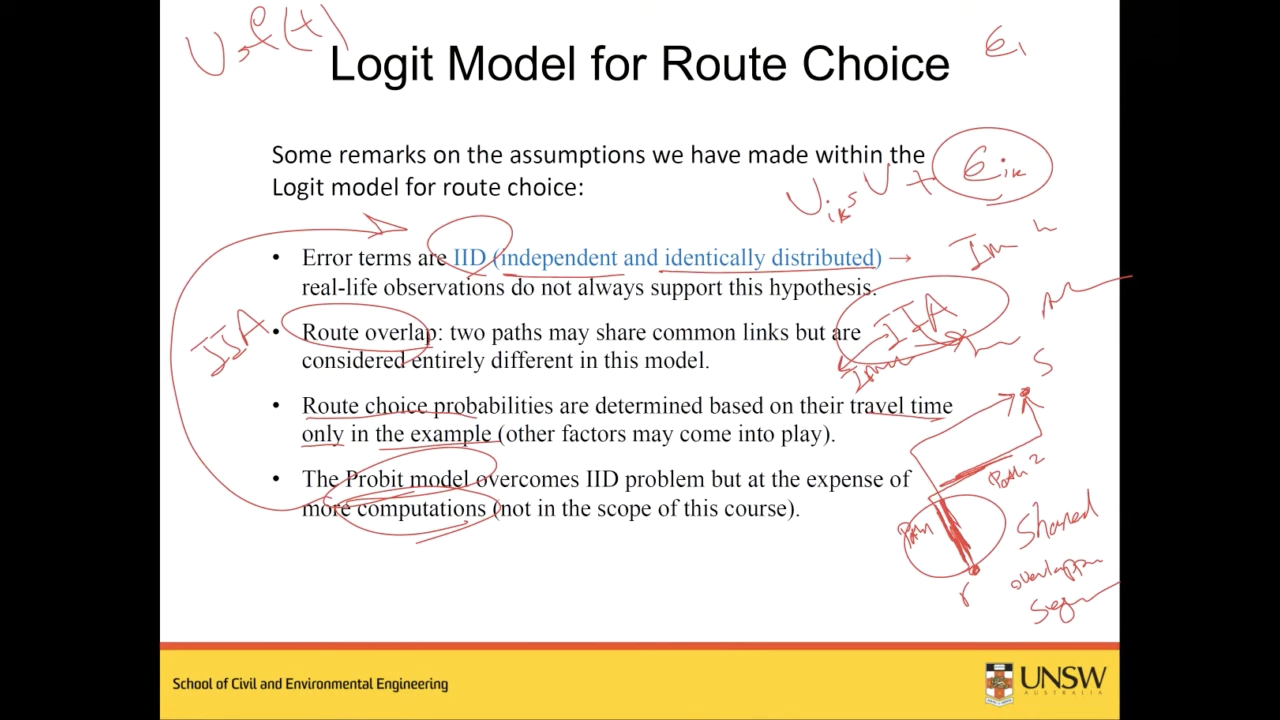 U=f(t)
Logit Model for Route Choice
Some remarks on the assumptions we have made within the
Logit model for route choice:
• Error terms are IID (independent and identically distributed) →
real-life observations do not always support this hypothesis.
• Route overlap: two paths may share common links but are
considered entirely different in this model.
• Route choice probabilities are determined based on their travel time
only in the example (other factors may come into play).
• The Probit model overcomes IID problem but at the expense of
more computations (not in the scope of this course).
IIA
IIA
S
Path 2
Shared
r
School of Civil and Environmental Engineering
UNSW
AUSTRALIA